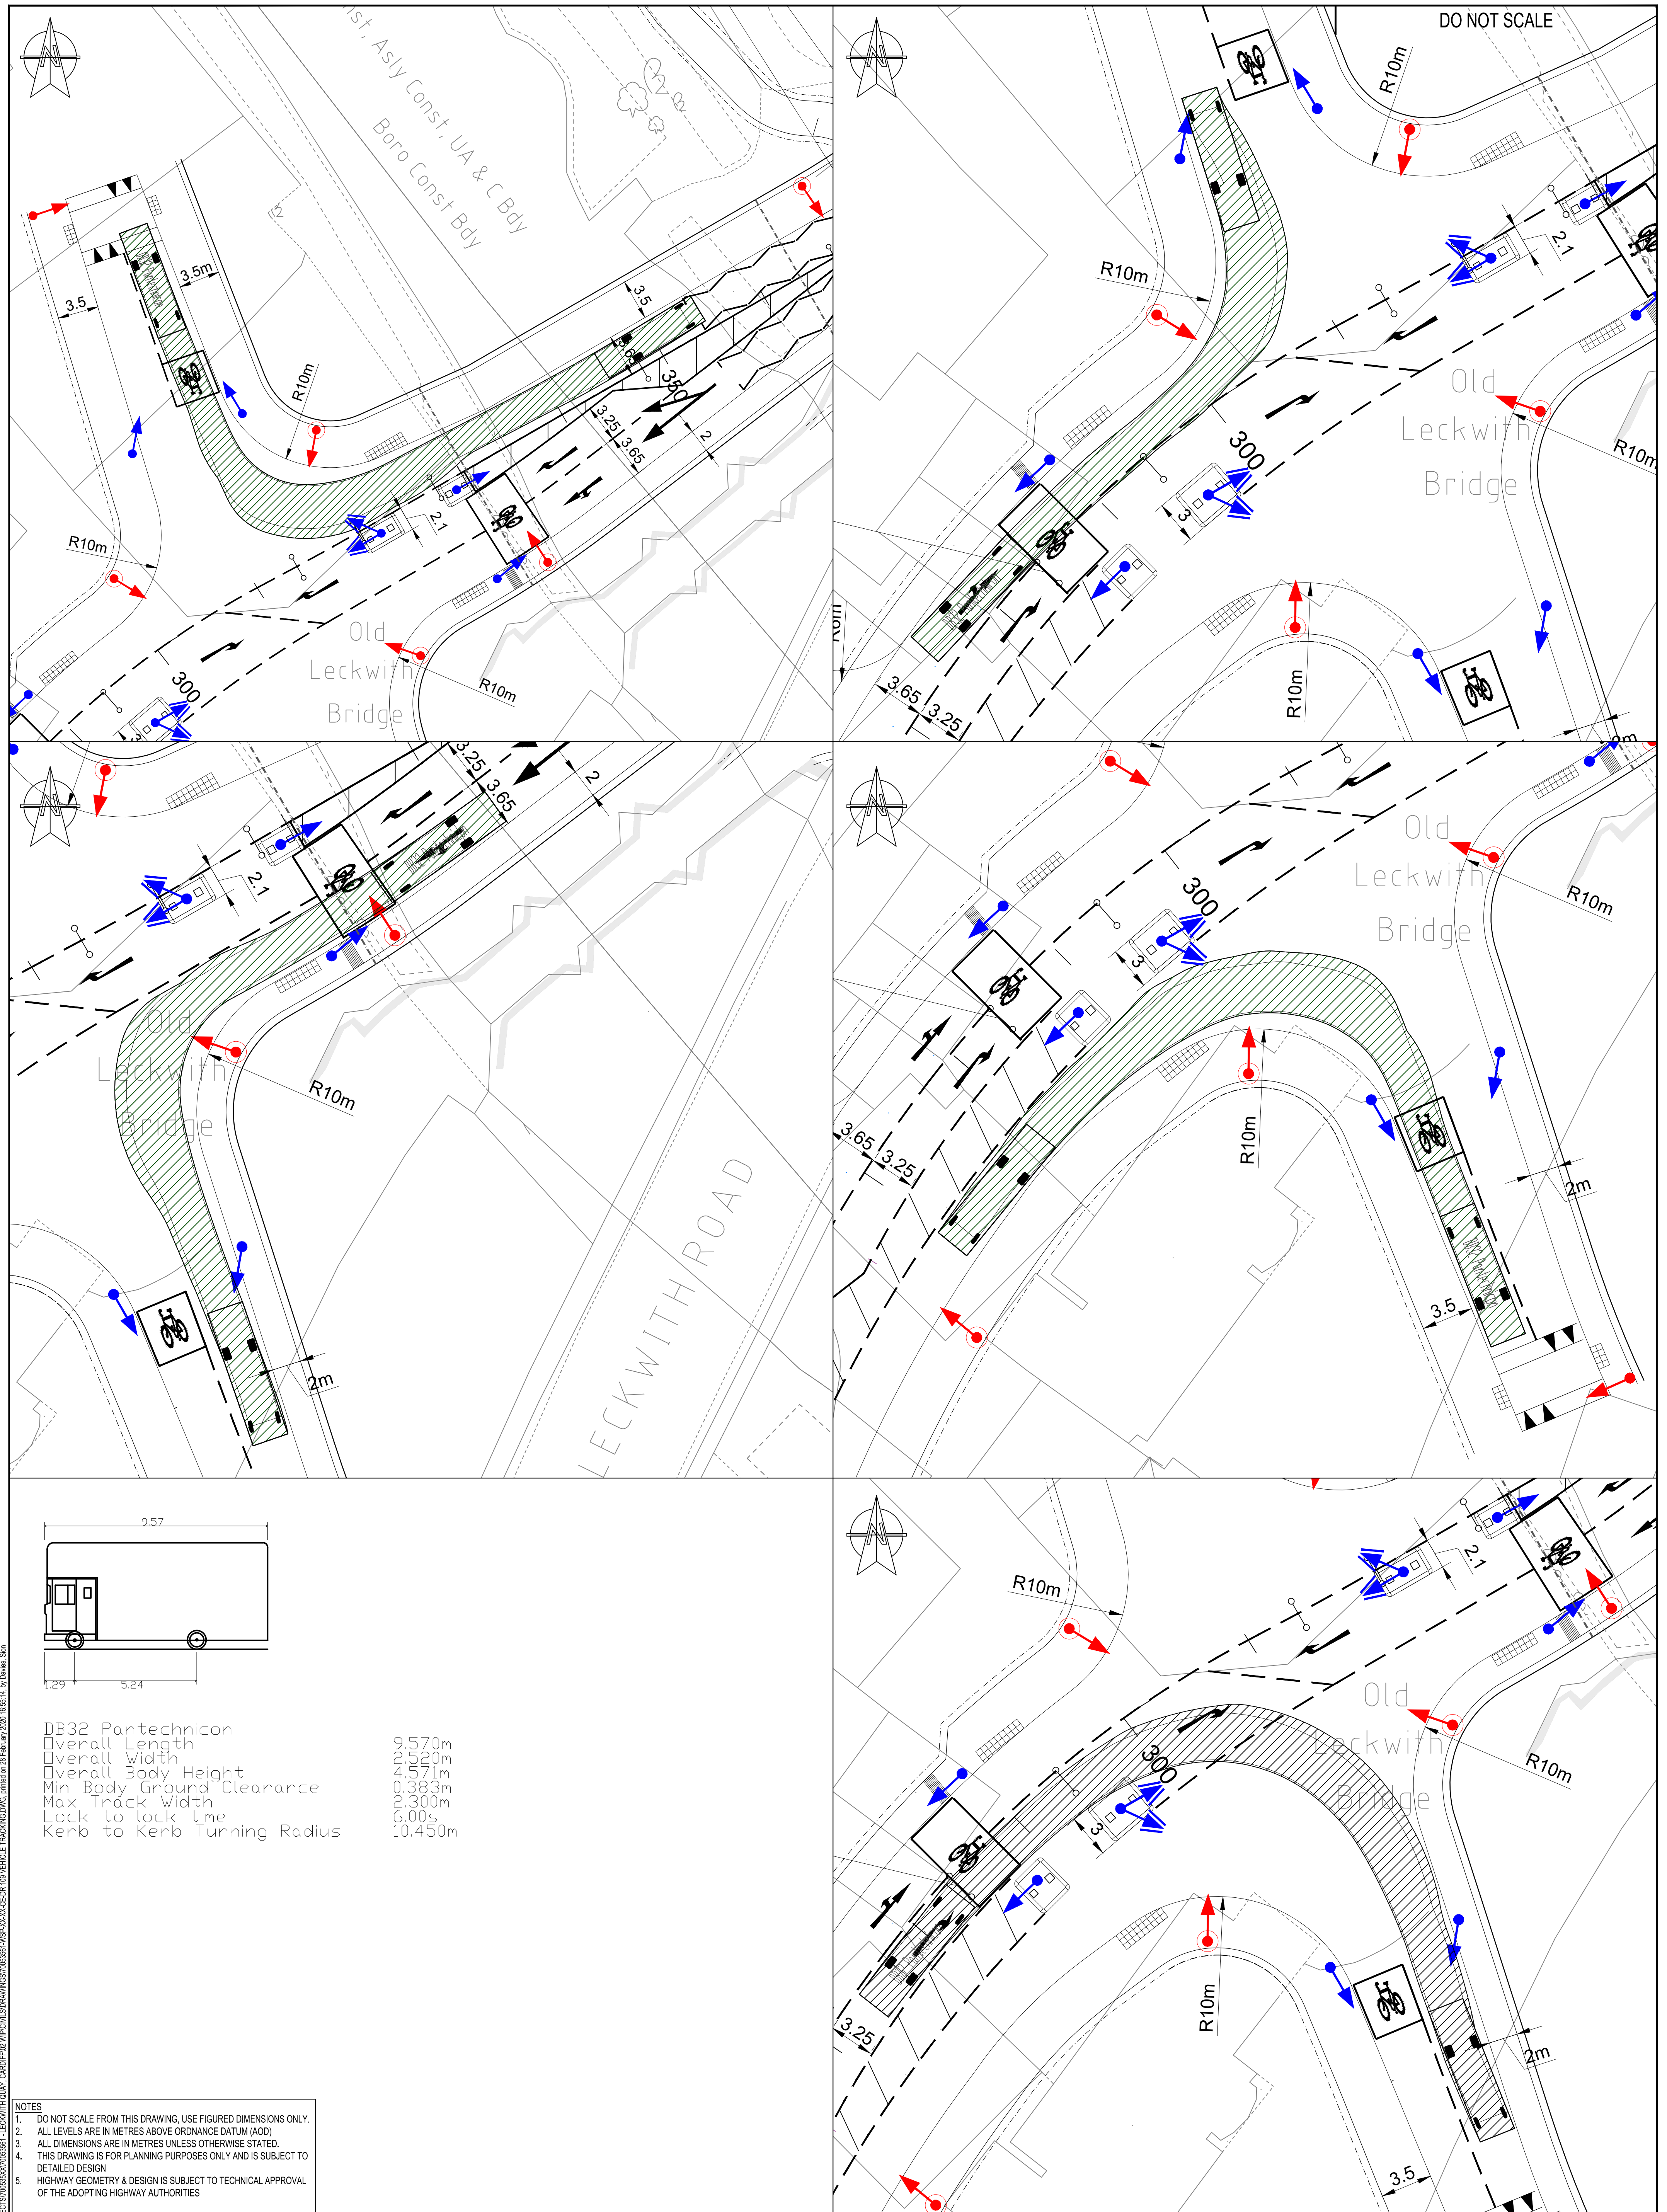 DO NOT SCALE
Const, Asly Const, UA & C Bdy
Boro Const Bdy
N
3.5m
3.5
3.5
3.65
350
R10m
3.25
3.65
2
2.1
R10m
Old
Leckwith
Bridge
R10m
300
3
N
R10m
R10m
2.1
Old
Leckwith
Bridge
R10m
300
3
R6m
3.65
3.25
R10m
2m
N
3.25
3.65
2
2.1
Old
Leckwith
Bridge
R10m
2m
LECKWITH ROAD
N
Old
Leckwith
Bridge
R10m
300
3
3.65
3.25
R10m
2m
3.5
9.57
1.29
5.24
DB32 Pantechnicon
Overall Length 9.570m
Overall Width 2.520m
Overall Body Height 4.571m
Min Body Ground Clearance 0.383m
Max Track Width 2.300m
Lock to lock time 6.00s
Kerb to Kerb Turning Radius 10.450m
N
R10m
2.1
Old
Leckwith
Bridge
R10m
300
3
3.25
R10m
2m
3.5
NOTES
1. DO NOT SCALE FROM THIS DRAWING, USE FIGURED DIMENSIONS ONLY.
2. ALL LEVELS ARE IN METRES ABOVE ORDNANCE DATUM (AOD)
3. ALL DIMENSIONS ARE IN METRES UNLESS OTHERWISE STATED.
4. THIS DRAWING IS FOR PLANNING PURPOSES ONLY AND IS SUBJECT TO
DETAILED DESIGN
5. HIGHWAY GEOMETRY & DESIGN IS SUBJECT TO TECHNICAL APPROVAL
OF THE ADOPTING HIGHWAY AUTHORITIES